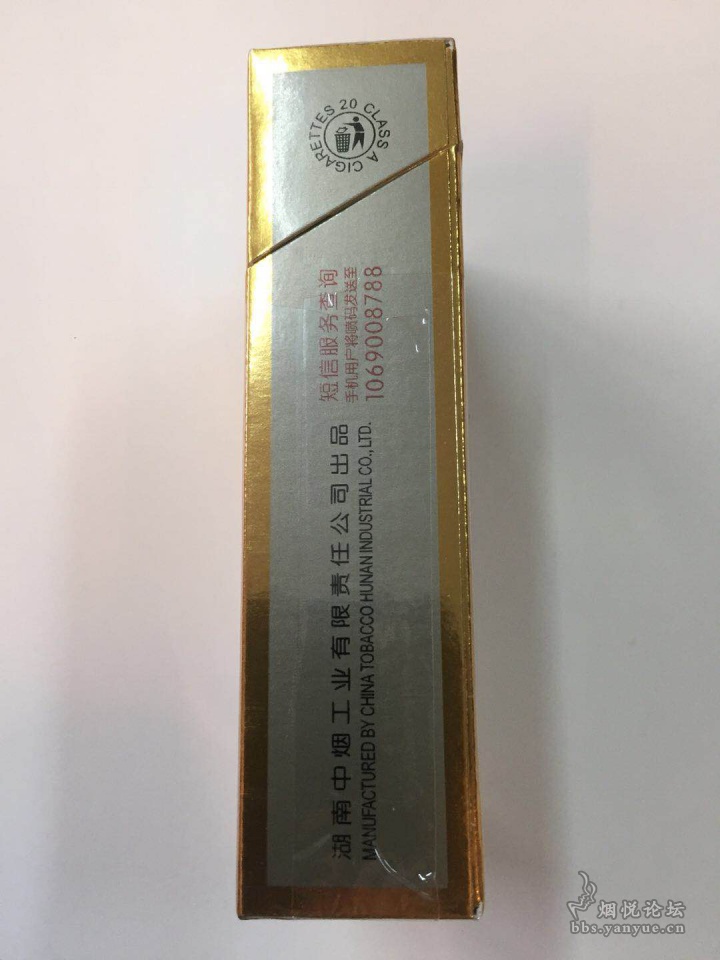 CIGARETTES 20 CLASS A
短信服务查询
手机用户将喷码发送至
1069008788
湖南中烟工业有限责任公司出品
MANUFACTURED BY CHINA TOBACCO HUNAN INDUSTRIAL CO.,LTD.
烟悦论坛
bbs.yanyue.cn